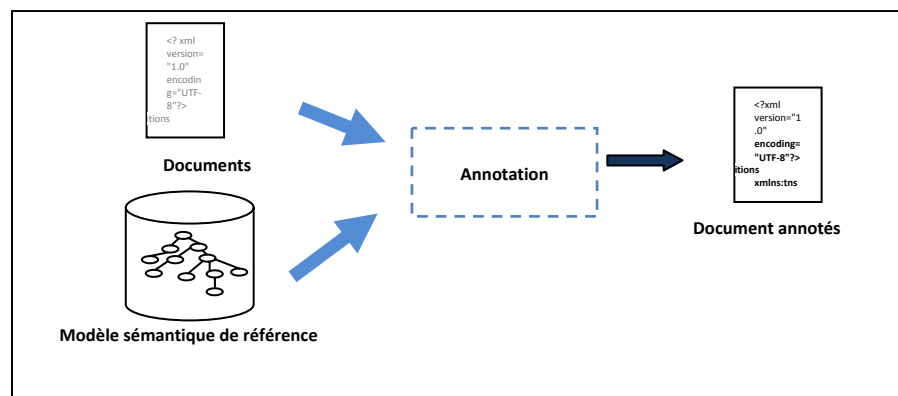 <? xml
version=
"1.0"
encodin
g="UTF-
8"?>
itions
Documents
Modèle sémantique de référence
Annotation
<?xml
version="1
.0"
encoding=
"UTF-8"?>
itions
xmlns:tns
Document annotés